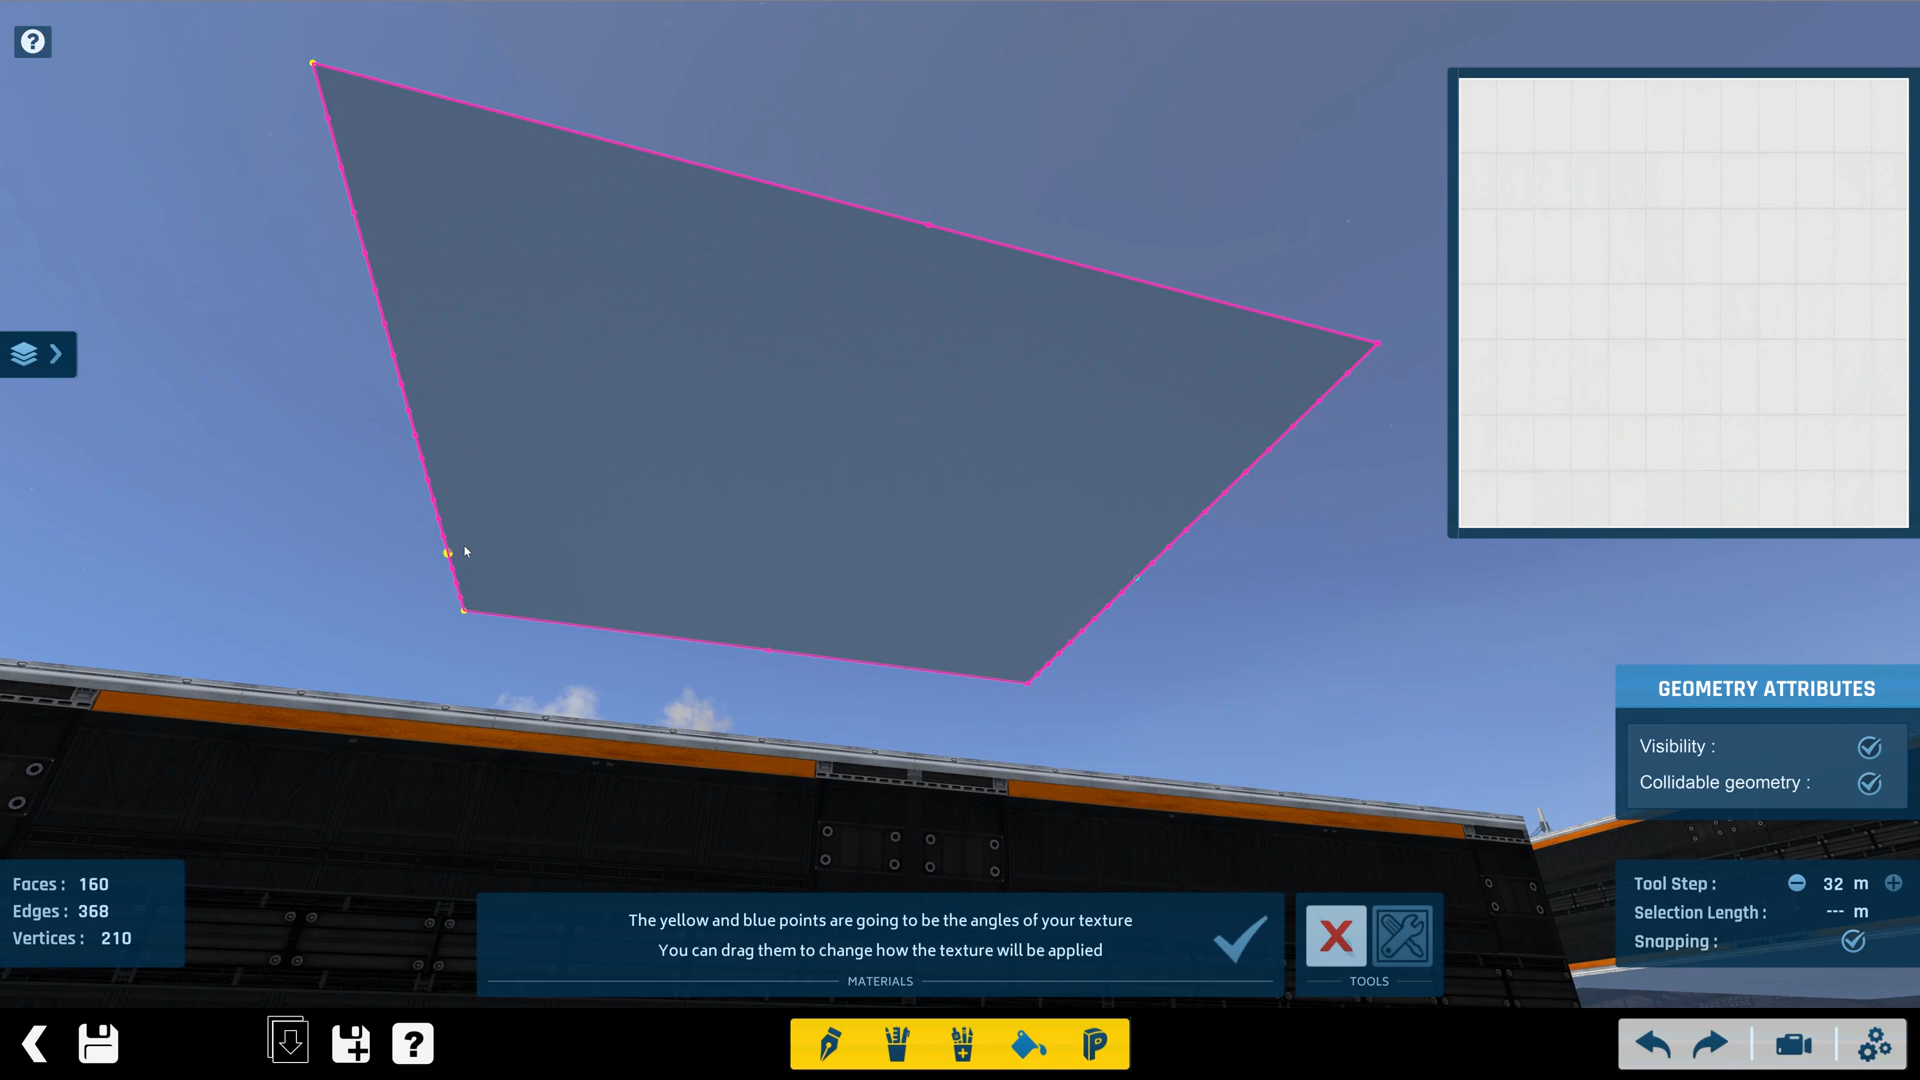 ?
GEOMETRY ATTRIBUTES
Visibility :
Collidable geometry :
Faces : 160
Edges : 368
Vertices : 210
The yellow and blue points are going to be the angles of your texture
You can drag them to change how the texture will be applied
MATERIALS
TOOLS
Tool Step : 32 m
Selection Length : --- m
Snapping :
?
P